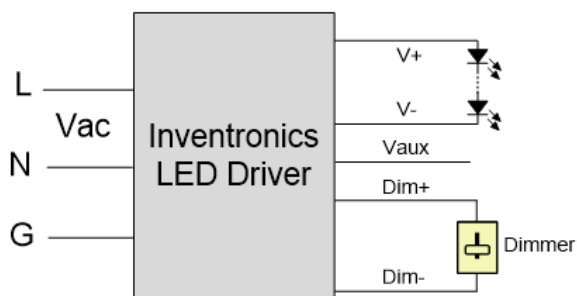 L
Vac
N
G
Inventronics
LED Driver
V+
V-
Vaux
Dim+
Dimmer
Dim-